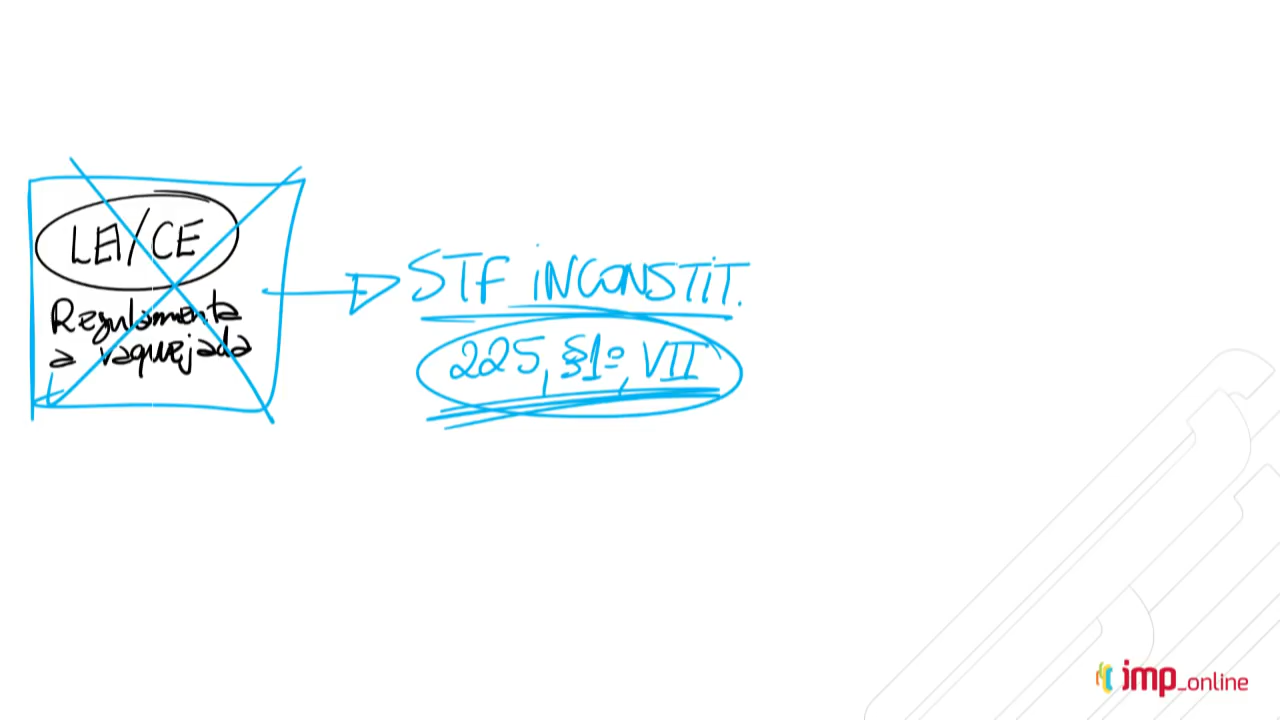 LEI/CE
Regulamenta
a vaquejada
STF INCONSTIT.
225, §1º, VII
imp_online